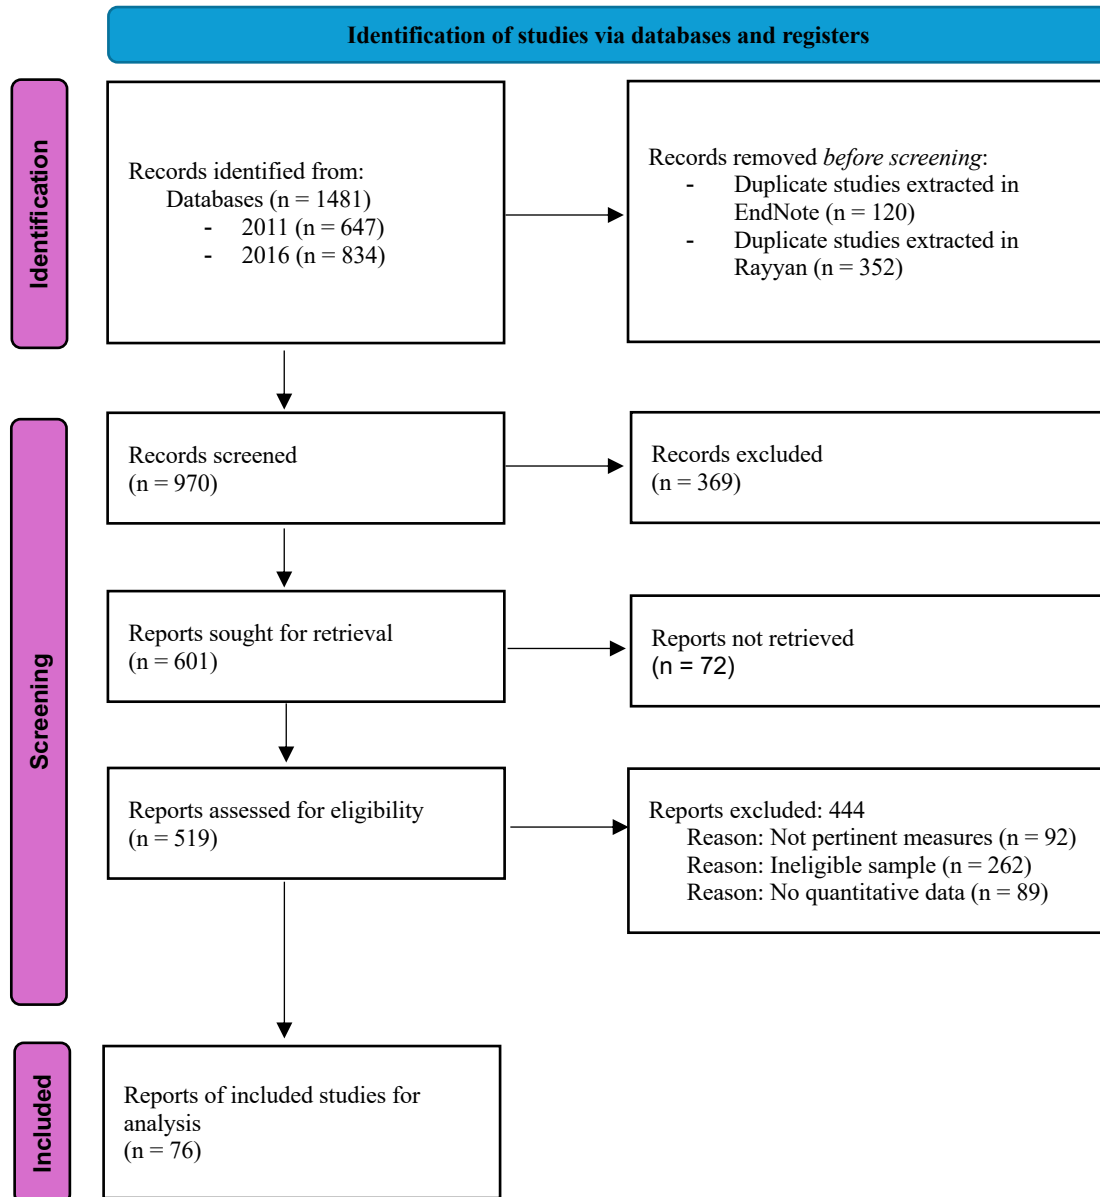 Identification of studies via databases and registers
Identification
Records identified from:
Databases (n = 1481)
- 2011 (n = 647)
- 2016 (n = 834)
Records removed before screening:
- Duplicate studies extracted in
EndNote (n = 120)
- Duplicate studies extracted in
Rayyan (n = 352)
Screening
Records screened
(n = 970)
Records excluded
(n = 369)
Reports sought for retrieval
(n = 601)
Reports not retrieved
(n = 72)
Reports assessed for eligibility
(n = 519)
Reports excluded: 444
Reason: Not pertinent measures (n = 92)
Reason: Ineligible sample (n = 262)
Reason: No quantitative data (n = 89)
Included
Reports of included studies for
analysis
(n = 76)